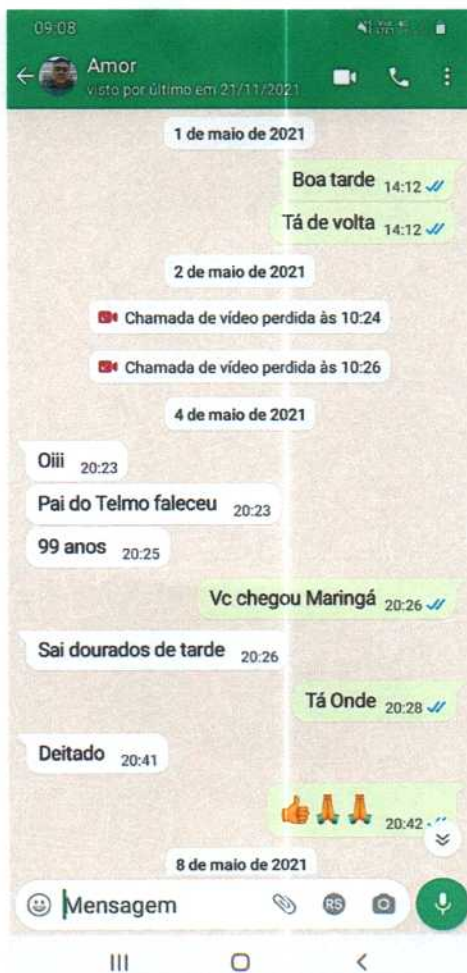 09:08
Amor
visto por último em 21/11/2021
1 de maio de 2021
Boa tarde 14:12
Tá de volta 14:12
2 de maio de 2021
Chamada de vídeo perdida às 10:24
Chamada de vídeo perdida às 10:26
4 de maio de 2021
Oiii 20:23
Pai do Telmo faleceu 20:23
99 anos 20:25
Vc chegou Maringá 20:26
Sai dourados de tarde 20:26
Tá Onde 20:28
Deitado 20:41
👍🙏🙏 20:42
8 de maio de 2021
Mensagem
RS